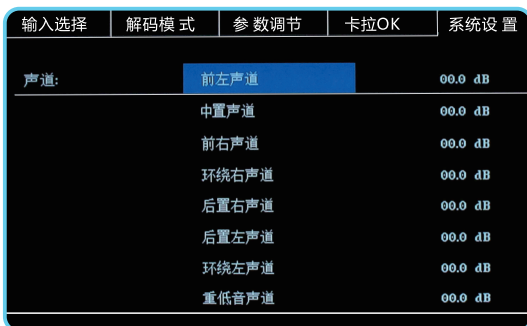 输入选择 解码模式 参数调节 卡拉OK 系统设置
声道: 前左声道 00.0 dB
中置声道 00.0 dB
前右声道 00.0 dB
环绕右声道 00.0 dB
后置右声道 00.0 dB
后置左声道 00.0 dB
环绕左声道 00.0 dB
重低音声道 00.0 dB